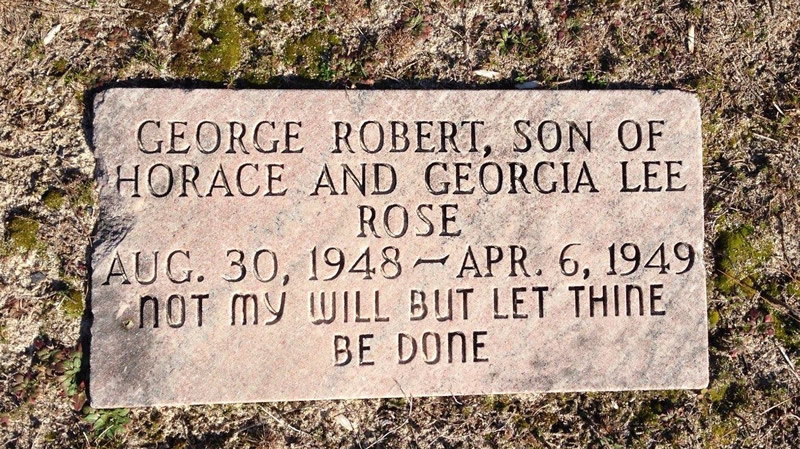 GEORGE ROBERT, SON OF
HORACE AND GEORGIA LEE
ROSE
AUG. 30, 1948 ~ APR. 6, 1949
NOT MY WILL BUT LET THINE
BE DONE